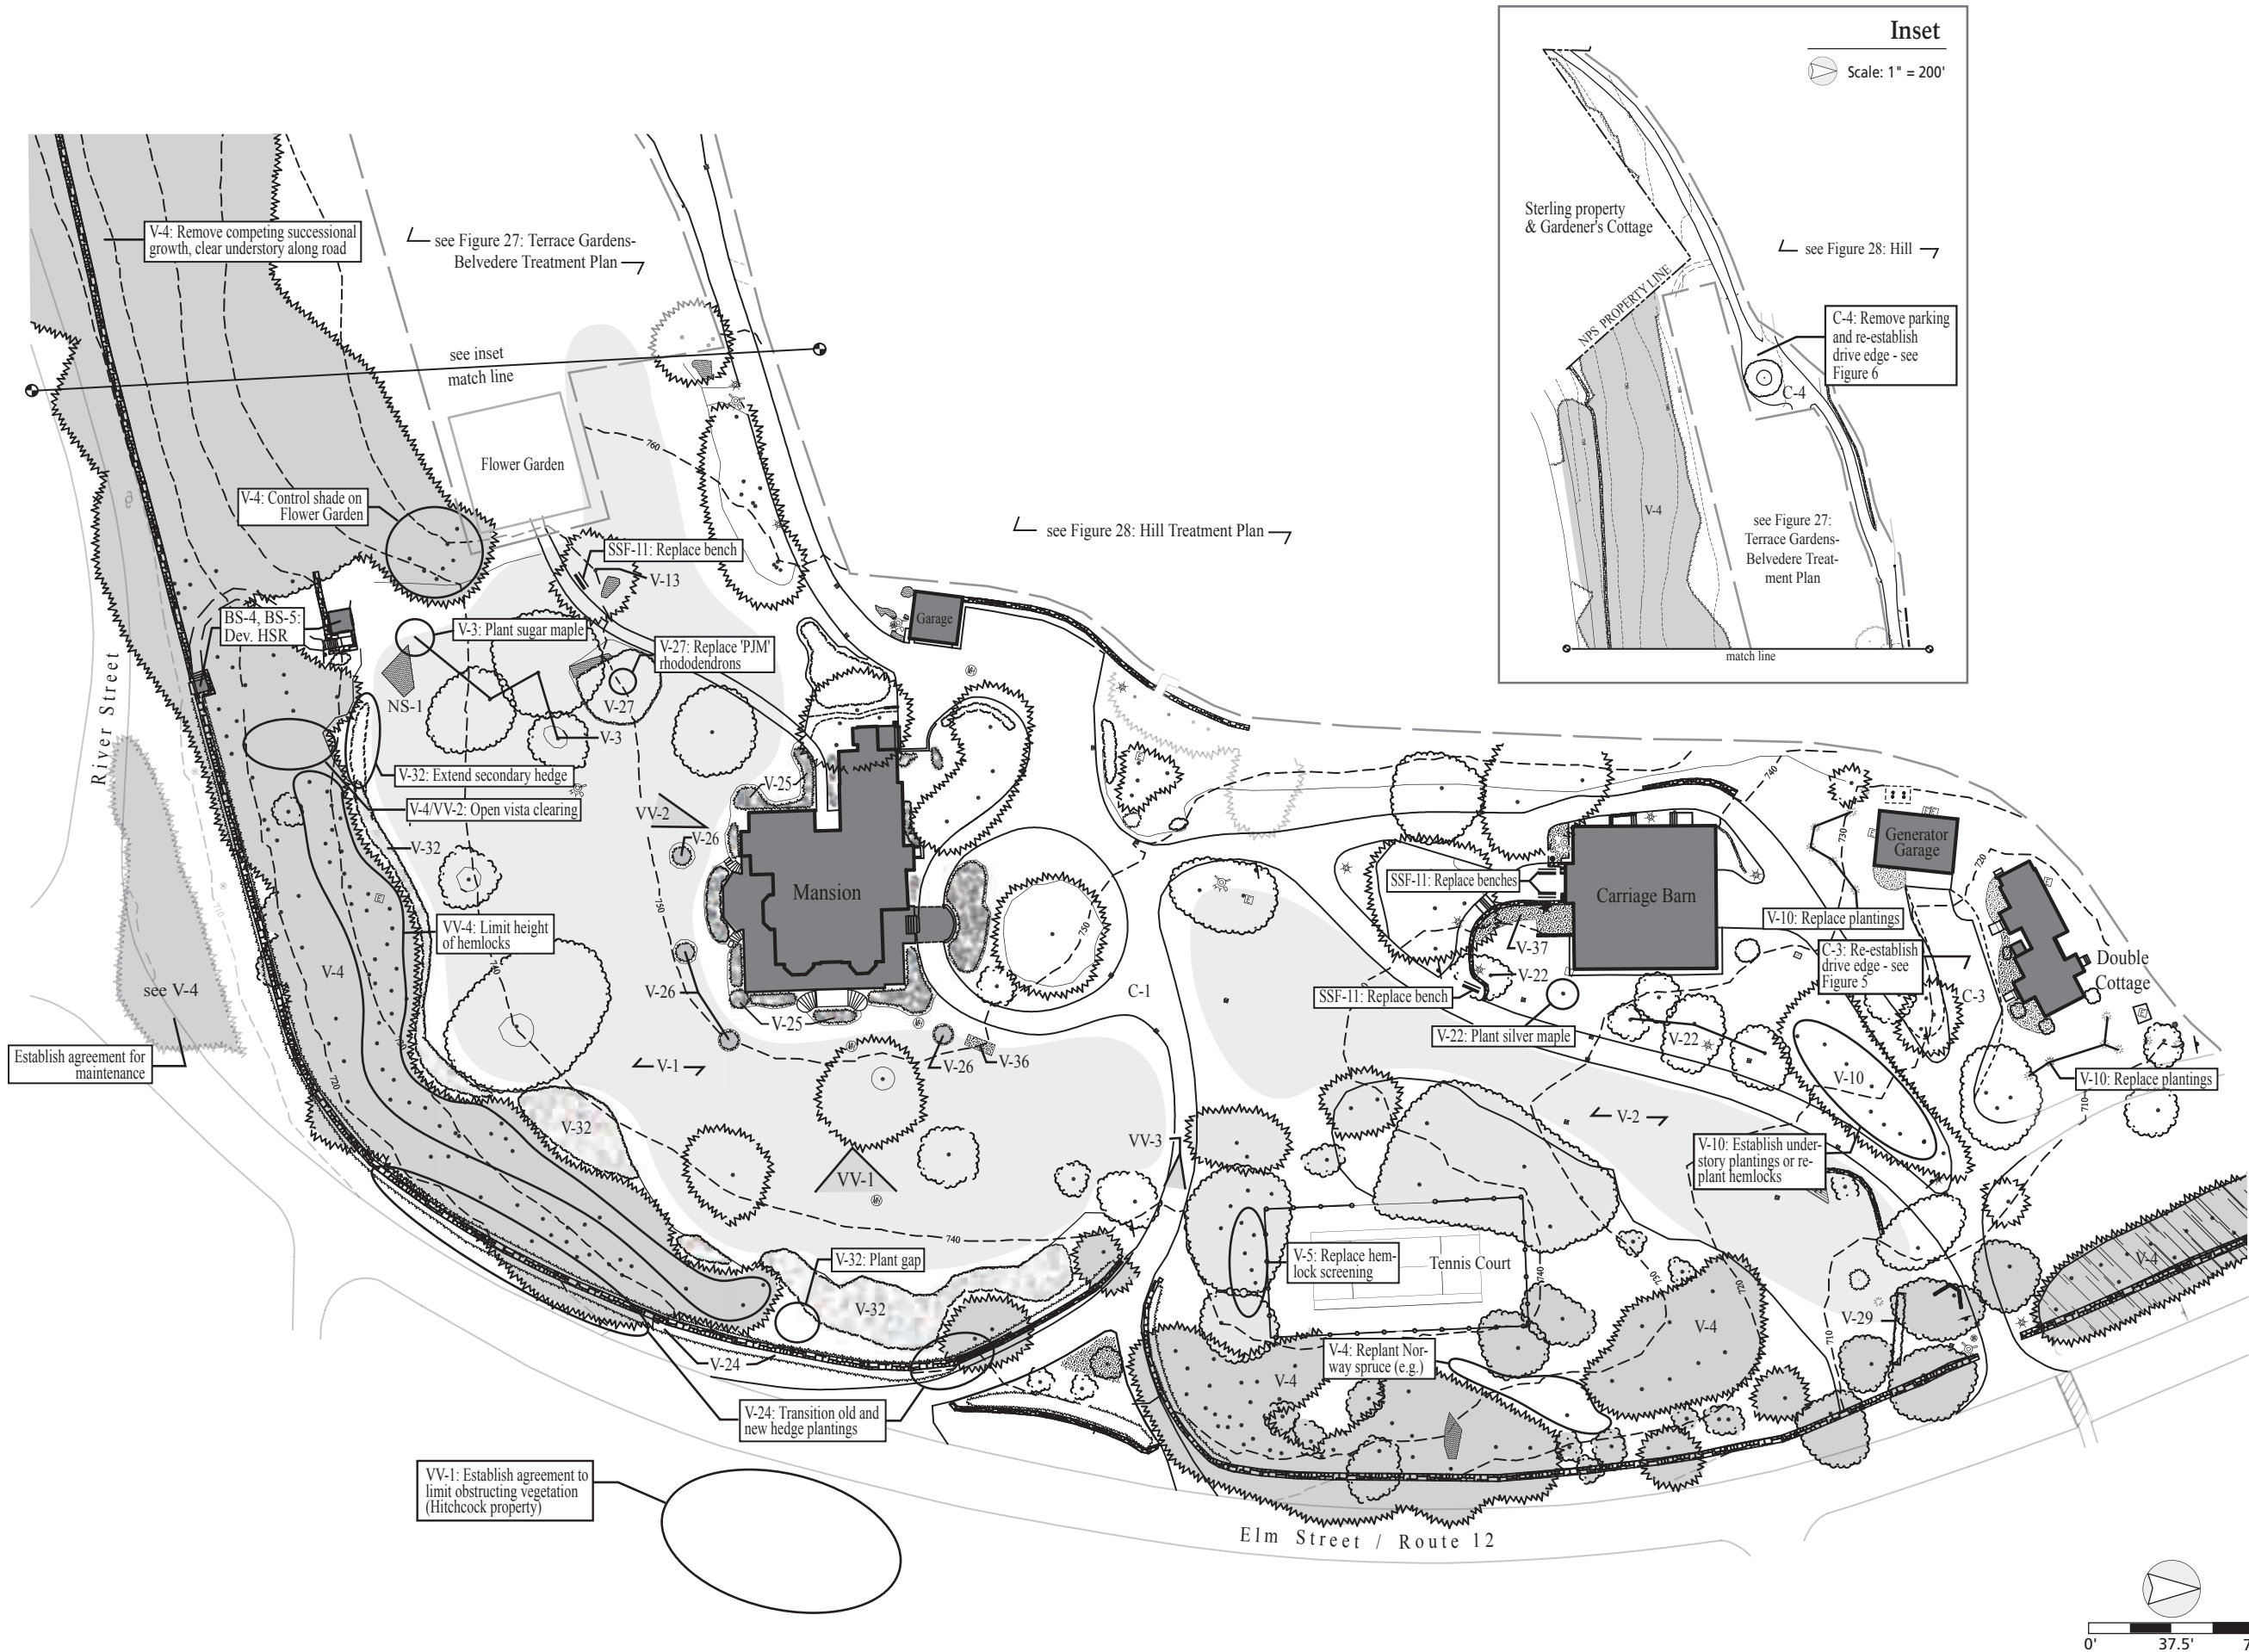 Inset
Scale: 1" = 200'
Sterling property
& Gardener's Cottage
see Figure 28: Hill
NPS PROPERTY LINE
C-4: Remove parking
and re-establish
drive edge - see
Figure 6
C-4
V-4
see Figure 27:
Terrace Gardens-
Belvedere Treat-
ment Plan
match line
V-4: Remove competing successional
growth, clear understory along road
see Figure 27: Terrace Gardens-
Belvedere Treatment Plan
see inset
match line
760
Flower Garden
V-4: Control shade on
Flower Garden
see Figure 28: Hill Treatment Plan
SSF-11: Replace bench
V-13
BS-4, BS-5:
Dev. HSR
Garage
V-3: Plant sugar maple
V-27: Replace 'PJM'
rhododendrons
River Street
NS-1
V-27
V-3
V-32: Extend secondary hedge
V-25
740
V-4/VV-2: Open vista clearing
VV-2
V-26
V-32
730
Generator
Garage
720
Mansion
SSF-11: Replace benches
Carriage Barn
750
750
V-10: Replace plantings
VV-4: Limit height
of hemlocks
V-37
C-3: Re-establish
drive edge - see
Figure 5
Double
Cottage
V-4
740
V-22
see V-4
V-26
C-1
SSF-11: Replace bench
C-3
V-25
V-22: Plant silver maple
V-22
Establish agreement for
maintenance
V-1
V-26
V-36
V-10
V-10: Replace plantings
720
710
V-32
V-2
VV-3
V-10: Establish under-
story plantings or re-
plant hemlocks
VV-1
740
V-32: Plant gap
V-5: Replace hem-
lock screening
Tennis Court
740
730
720
V-4
V-32
V-4
V-29
710
V-24
V-4: Replant Nor-
way spruce (e.g.)
V-4
V-24: Transition old and
new hedge plantings
VV-1: Establish agreement to
limit obstructing vegetation
(Hitchcock property)
Elm Street / Route 12
0'
37.5'